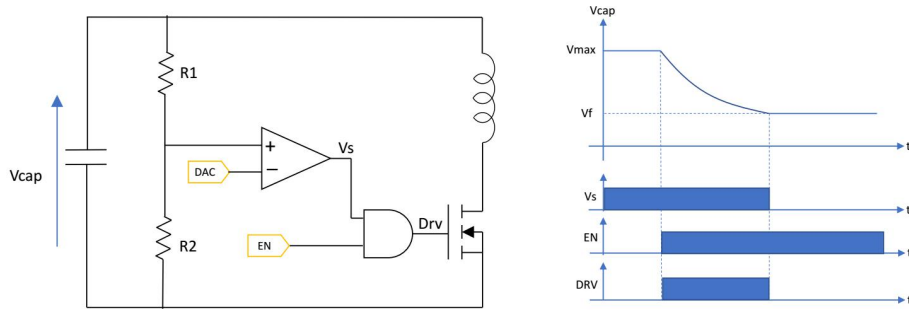 Vcap
R1
R2
DAC
+
−
Vs
EN
Drv
Vcap
Vmax
Vf
t
Vs
t
EN
t
DRV
t